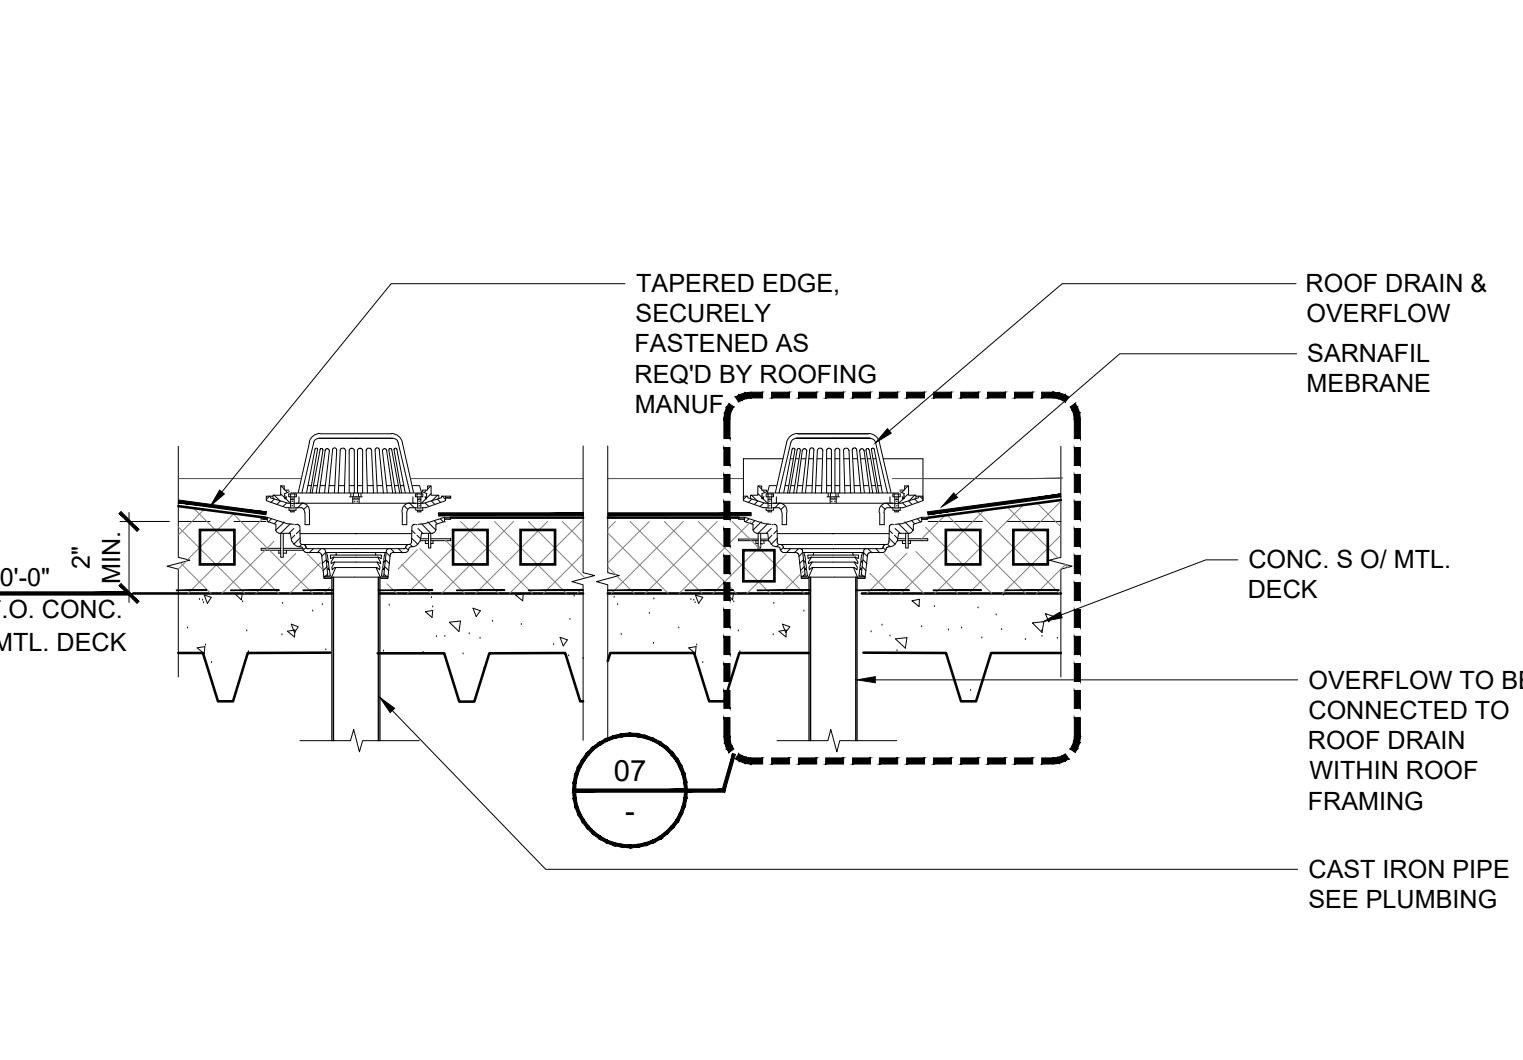 TAPERED EDGE,
SECURELY
FASTENED AS
REQ'D BY ROOFING
MANUF
ROOF DRAIN &
OVERFLOW
SARNAFIL
MEBRANE
2"
MIN.
0'-0"
T.O. CONC.
MTL. DECK
CONC. S O/ MTL.
DECK
OVERFLOW TO BE
CONNECTED TO
ROOF DRAIN
WITHIN ROOF
FRAMING
07
-
CAST IRON PIPE
SEE PLUMBING